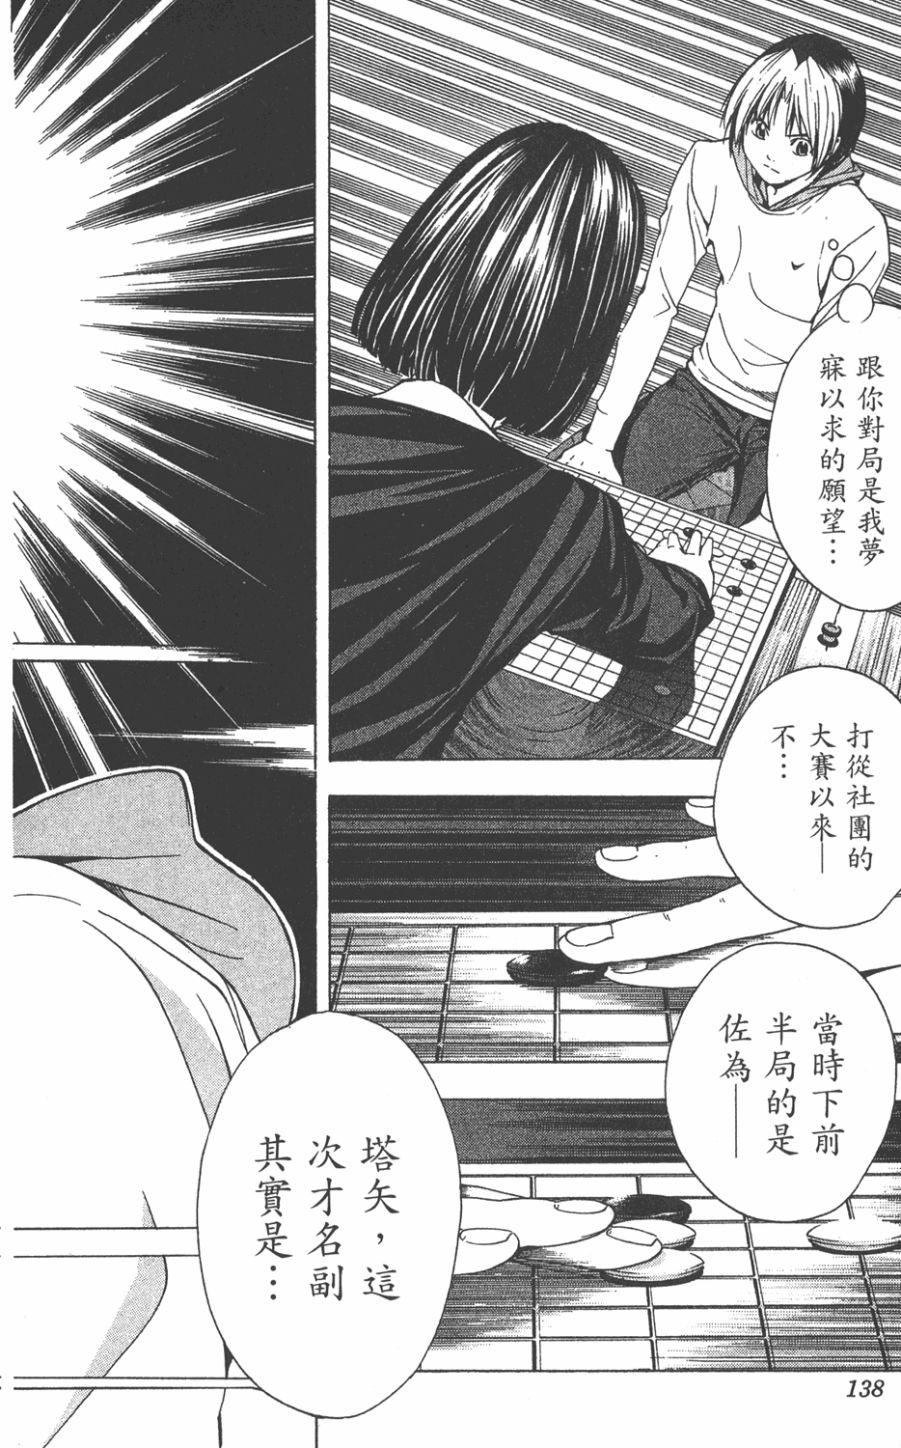 跟你對局是我夢
寐以求的願望…
打從社團的
大賽以來──
不…
當時下前
半局的是
佐為──
塔矢，這
次才名副
其實是…
138